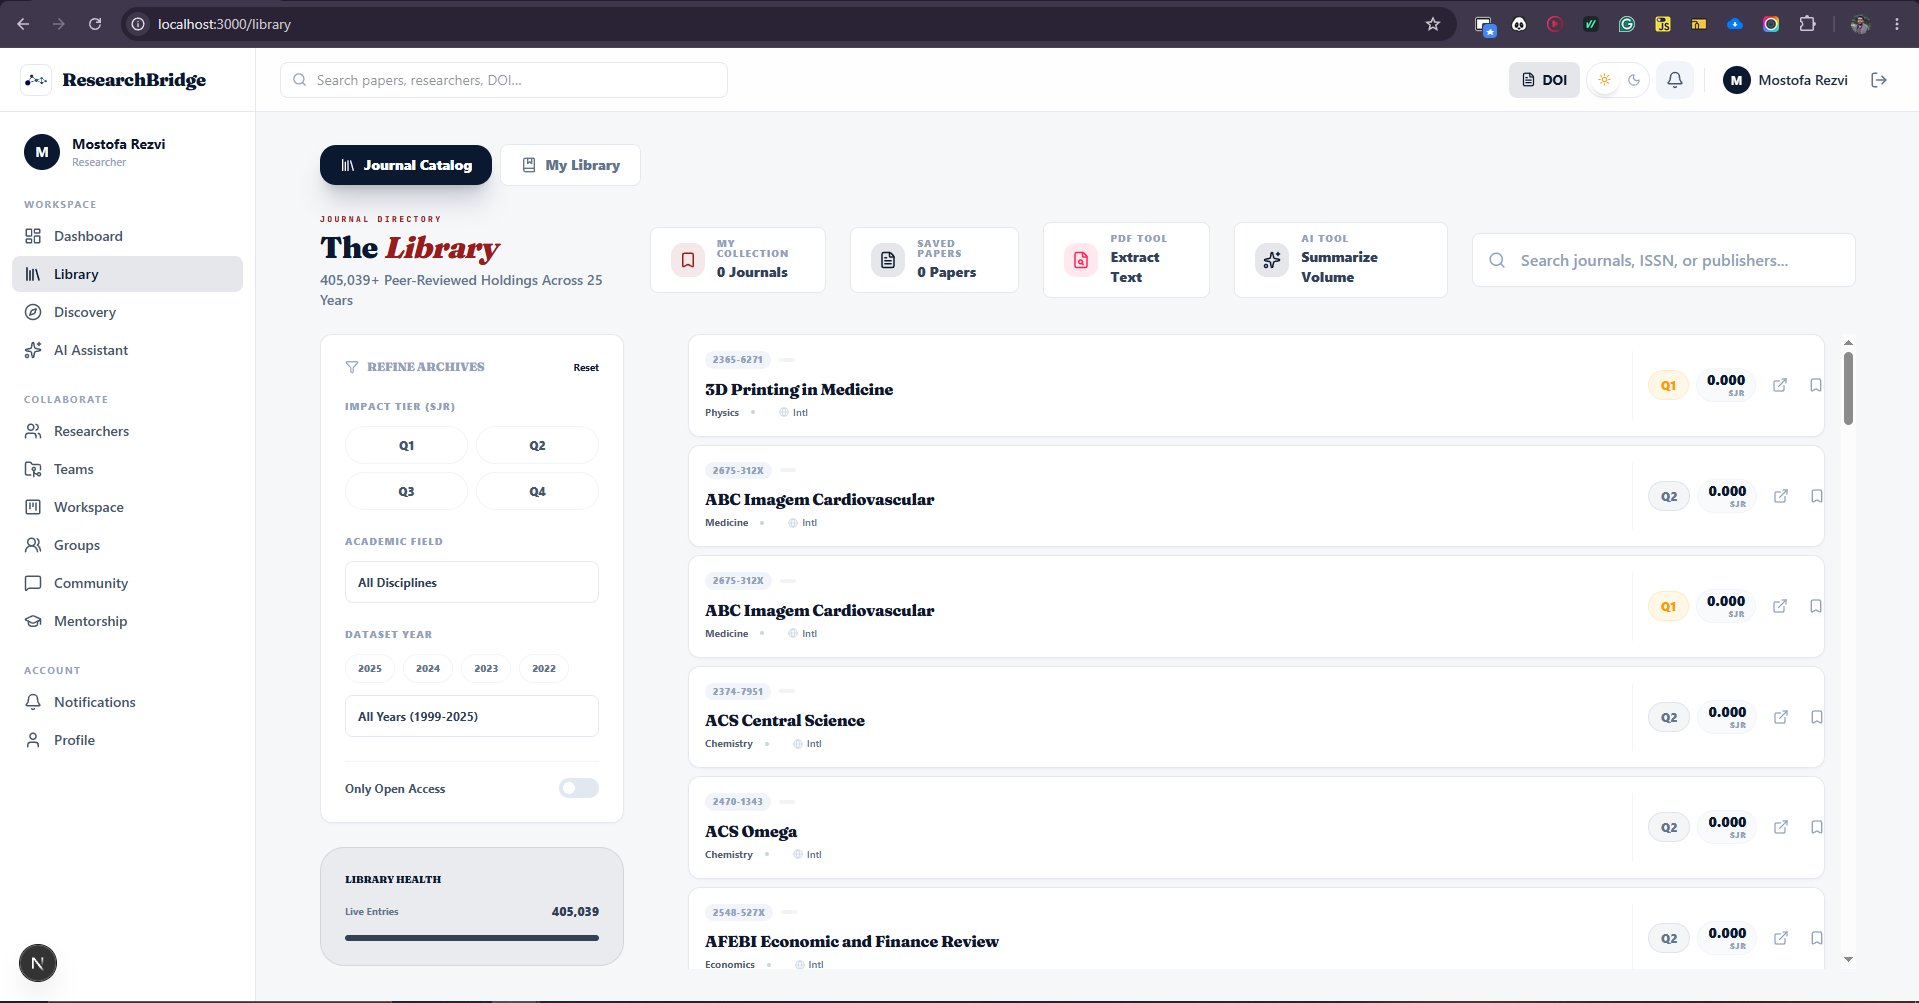 localhost:3000/library
ResearchBridge
Search papers, researchers, DOI...
DOI
M
Mostofa Rezvi
M
Mostofa Rezvi
Researcher
WORKSPACE
Dashboard
Library
Discovery
AI Assistant
COLLABORATE
Researchers
Teams
Workspace
Groups
Community
Mentorship
ACCOUNT
Notifications
Profile
N
Journal Catalog
My Library
JOURNAL DIRECTORY
The Library
405,039+ Peer-Reviewed Holdings Across 25
Years
MY
COLLECTION
0 Journals
SAVED
PAPERS
0 Papers
PDF TOOL
Extract
Text
AI TOOL
Summarize
Volume
Search journals, ISSN, or publishers...
REFINE ARCHIVES
Reset
IMPACT TIER (SJR)
Q1
Q2
Q3
Q4
ACADEMIC FIELD
All Disciplines
DATASET YEAR
2025
2024
2023
2022
All Years (1999-2025)
Only Open Access
LIBRARY HEALTH
Live Entries
405,039
2365-6271
3D Printing in Medicine
Physics
Intl
Q1
0.000
SJR
2675-312X
ABC Imagem Cardiovascular
Medicine
Intl
Q2
0.000
SJR
2675-312X
ABC Imagem Cardiovascular
Medicine
Intl
Q1
0.000
SJR
2374-7951
ACS Central Science
Chemistry
Intl
Q2
0.000
SJR
2470-1343
ACS Omega
Chemistry
Intl
Q2
0.000
SJR
2548-527X
AFEBI Economic and Finance Review
Economics
Intl
Q2
0.000
SJR